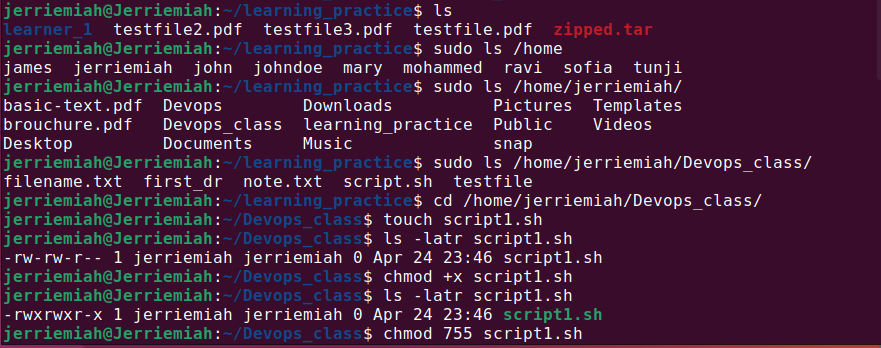 jerriemiah@Jerriemiah:~/learning_practice$ ls
learner_1  testfile2.pdf  testfile3.pdf  testfile.pdf  zipped.tar
jerriemiah@Jerriemiah:~/learning_practice$ sudo ls /home
james  jerriemiah  john  johndoe  mary  mohammed  ravi  sofia  tunji
jerriemiah@Jerriemiah:~/learning_practice$ sudo ls /home/jerriemiah/
basic-text.pdf  Devops        Downloads          Pictures  Templates
brouchure.pdf   Devops_class  learning_practice  Public    Videos
Desktop         Documents     Music              snap
jerriemiah@Jerriemiah:~/learning_practice$ sudo ls /home/jerriemiah/Devops_class/
filename.txt  first_dr  note.txt  script.sh  testfile
jerriemiah@Jerriemiah:~/learning_practice$ cd /home/jerriemiah/Devops_class/
jerriemiah@Jerriemiah:~/Devops_class$ touch script1.sh
jerriemiah@Jerriemiah:~/Devops_class$ ls -latr script1.sh
-rw-rw-r-- 1 jerriemiah jerriemiah 0 Apr 24 23:46 script1.sh
jerriemiah@Jerriemiah:~/Devops_class$ chmod +x script1.sh
jerriemiah@Jerriemiah:~/Devops_class$ ls -latr script1.sh
-rwxrwxr-x 1 jerriemiah jerriemiah 0 Apr 24 23:46 script1.sh
jerriemiah@Jerriemiah:~/Devops_class$ chmod 755 script1.sh